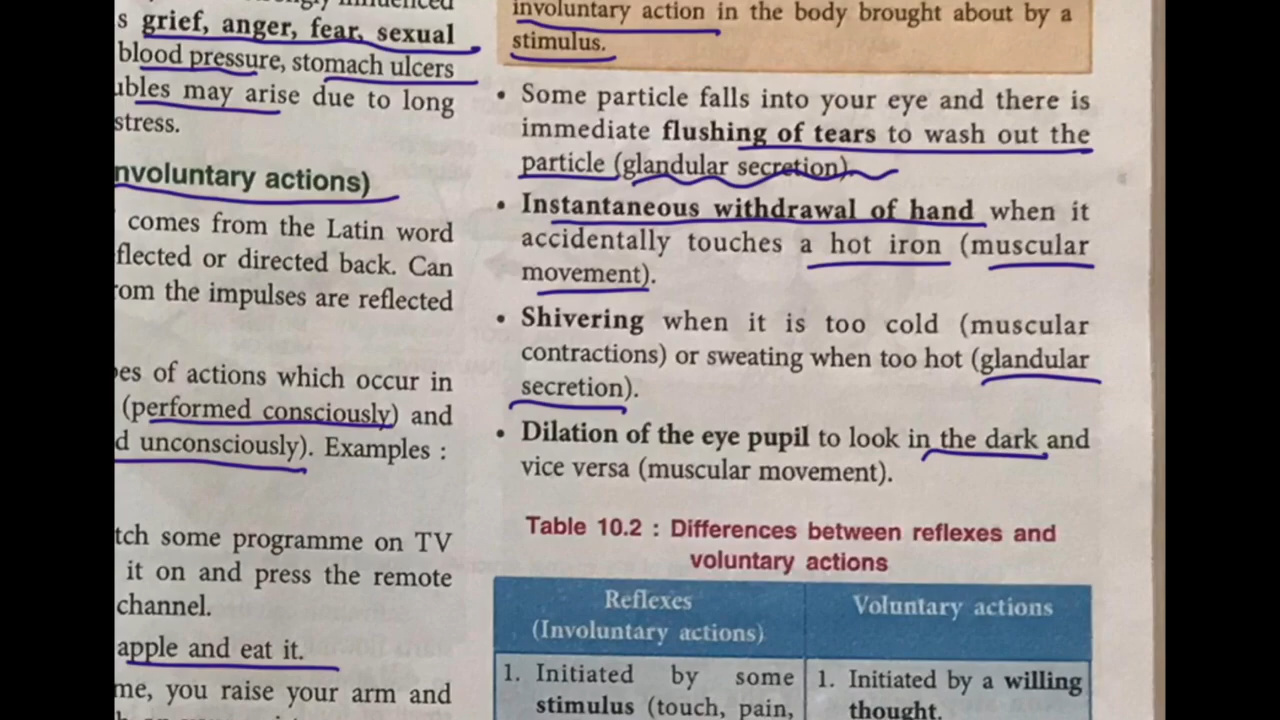 s grief, anger, fear, sexual
blood pressure, stomach ulcers
may arise due to long
stress.
nvoluntary actions)
comes from the Latin word
flected or directed back. Can
rom the impulses are reflected
es of actions which occur in
(performed consciously) and
d unconsciously). Examples :
tch some programme on TV
it on and press the remote
channel.
apple and eat it.
me, you raise your arm and
involuntary action in the body brought about by a
stimulus.
• Some particle falls into your eye and there is
immediate flushing of tears to wash out the
particle (glandular secretion).
• Instantaneous withdrawal of hand when it
accidentally touches a hot iron (muscular
movement).
• Shivering when it is too cold (muscular
contractions) or sweating when too hot (glandular
secretion).
• Dilation of the eye pupil to look in the dark and
vice versa (muscular movement).
Table 10.2 : Differences between reflexes and
voluntary actions
Reflexes
(Involuntary actions)
Voluntary actions
1. Initiated by some
stimulus (touch, pain,
1. Initiated by a willing
thought.